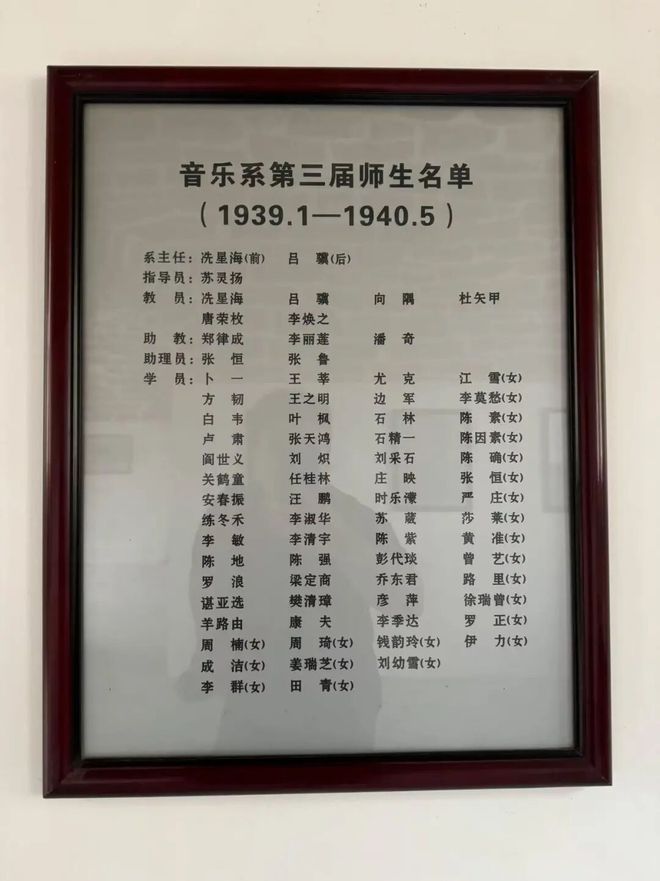 音乐系第三届师生名单
（1939.1—1940.5）
系主任：冼星海(前) 吕骥(后)
指导员：苏灵扬
教员：冼星海 吕骥 向隅 杜矢甲
唐荣枚 李焕之
助教：郑律成 李丽莲 潘奇
助理员：张恒 张鲁
学员：卜一 王莘 尤克 江雪(女)
方韧 王之明 边军 李莫愁(女)
白韦 叶枫 石林 陈素(女)
卢肃 张天鸿 石精一 陈因素(女)
阎世义 刘炽 刘采石 陈确(女)
关鹤童 任桂林 庄映 张恒(女)
安春振 汪鹏 时乐濛 严庄(女)
练冬禾 李淑华 苏葳 莎莱(女)
李敏 李清宇 陈紫 黄准(女)
陈地 陈强 彭代琰 曾艺(女)
罗浪 梁定商 乔东君 路里(女)
谌亚选 樊清璋 彦萍 徐瑞曾(女)
羊路由 康夫 李季达 罗正(女)
周楠(女) 周琦(女) 钱韵玲(女) 伊力(女)
成洁(女) 姜瑞芝(女) 刘幼雪(女)
李群(女) 田青(女)